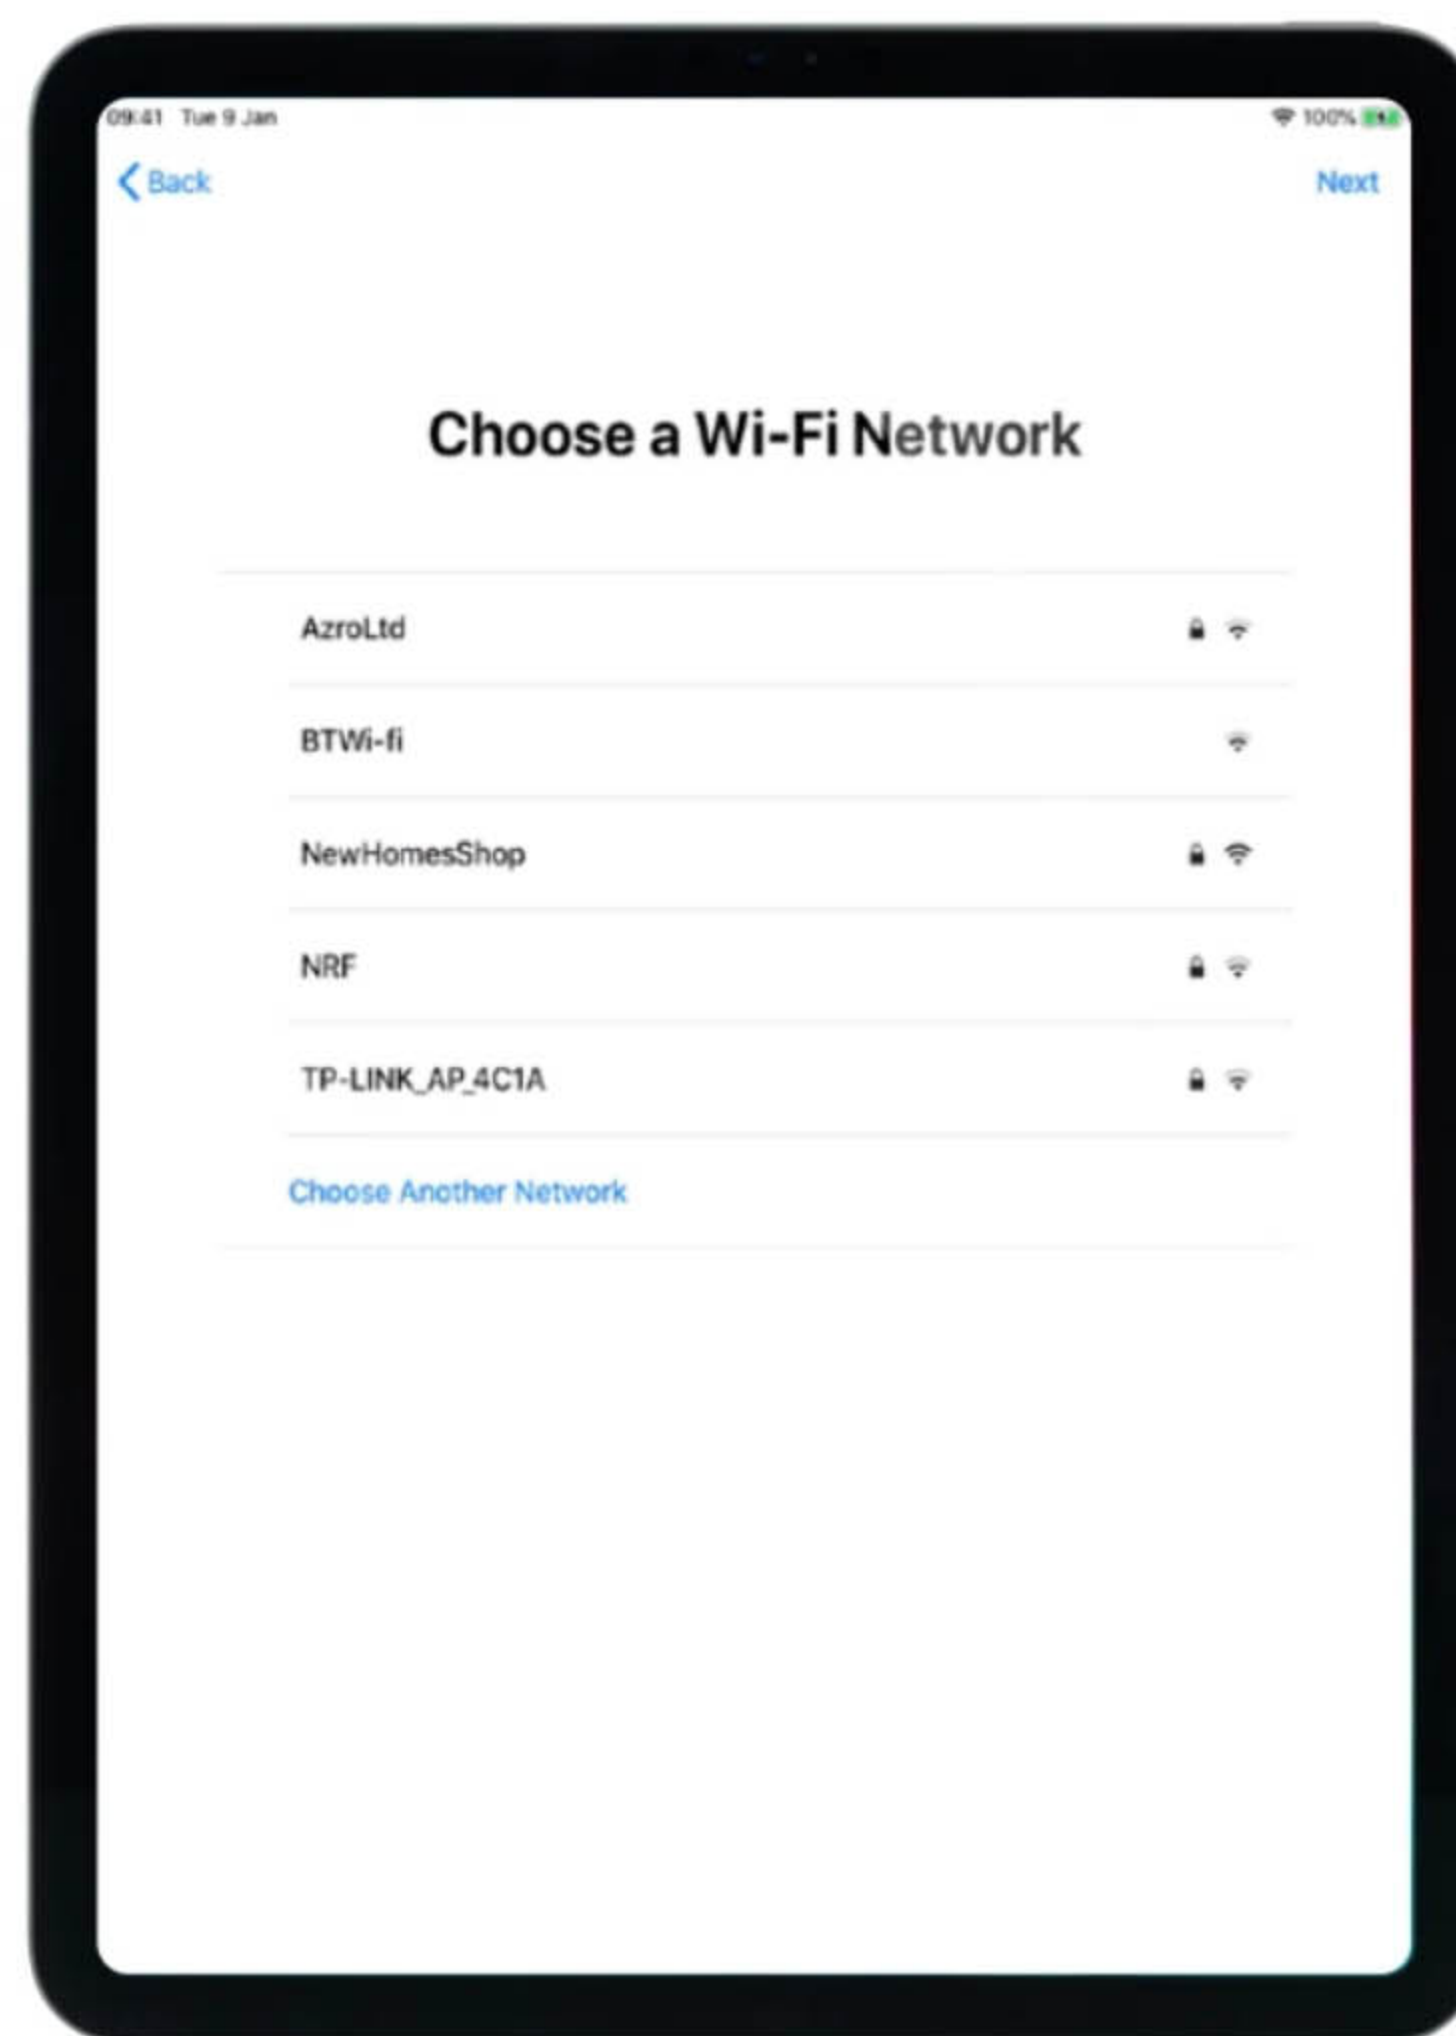 09:41 Tue 9 Jan 100%
Back Next
Choose a Wi-Fi Network
AzroLtd
BTWi-fi
NewHomesShop
NRF
TP-LINK_AP_4C1A
Choose Another Network